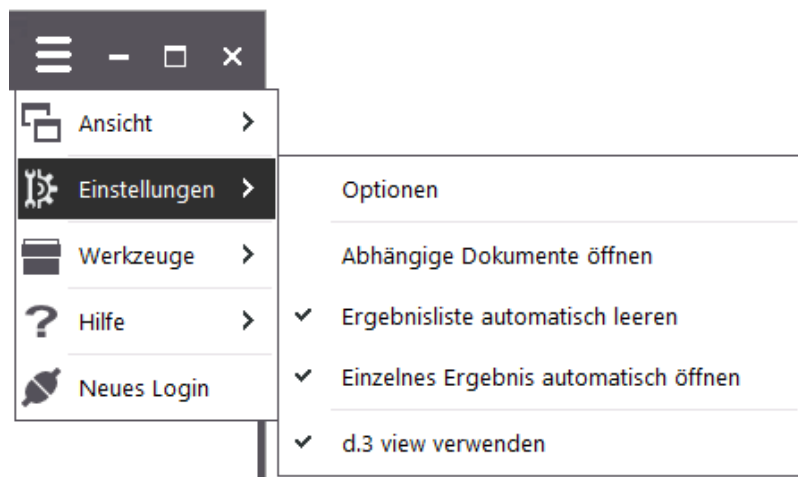 Ansicht
Einstellungen
Optionen
Werkzeuge
Abhängige Dokumente öffnen
Hilfe
Ergebnisliste automatisch leeren
Einzelnes Ergebnis automatisch öffnen
Neues Login
d.3 view verwenden